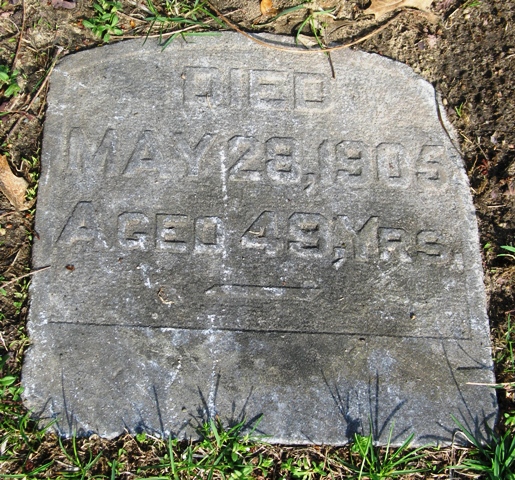 DIED
MAY 28, 1905
AGED 49, YRS.